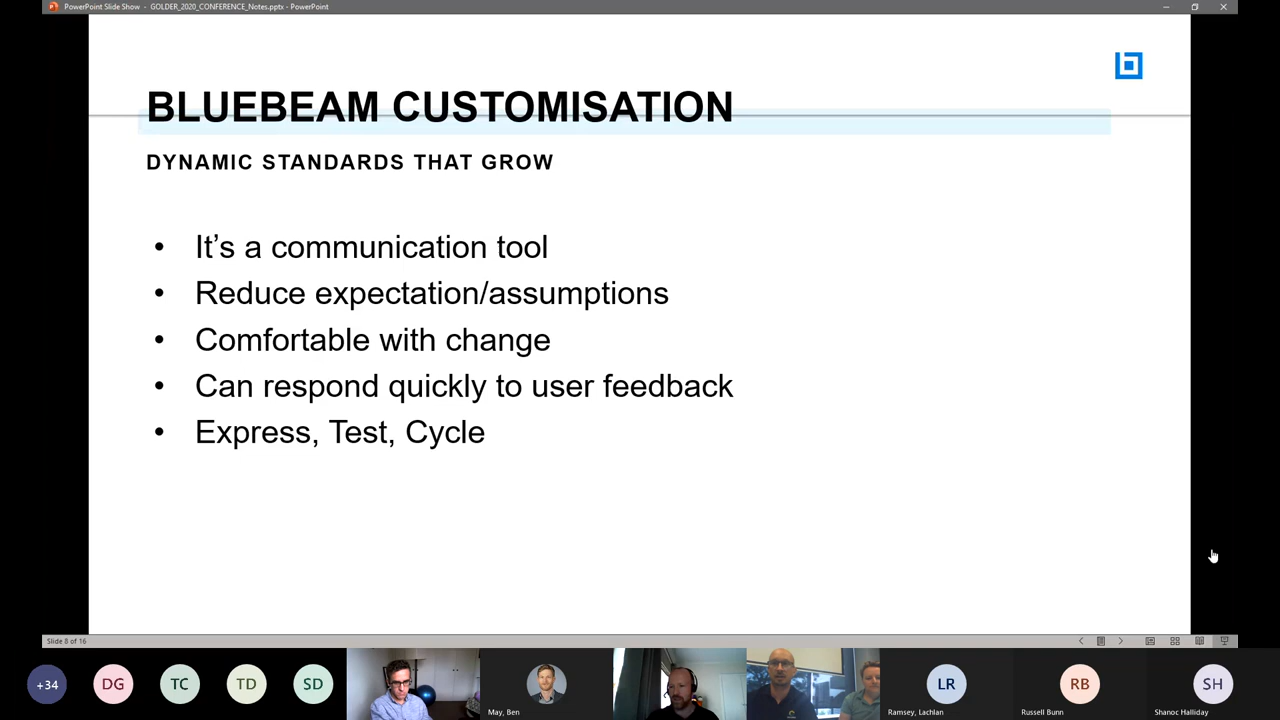 PowerPoint Slide Show - GOLDER_2020_CONFERENCE_Notes.pptx - PowerPoint
BLUEBEAM CUSTOMISATION
DYNAMIC STANDARDS THAT GROW
• It’s a communication tool
• Reduce expectation/assumptions
• Comfortable with change
• Can respond quickly to user feedback
• Express, Test, Cycle
Slide 8 of 16
+34
DG
TC
TD
SD
May, Ben
LR
Ramsey, Lachlan
RB
Russell Bunn
SH
Shanoc Halliday